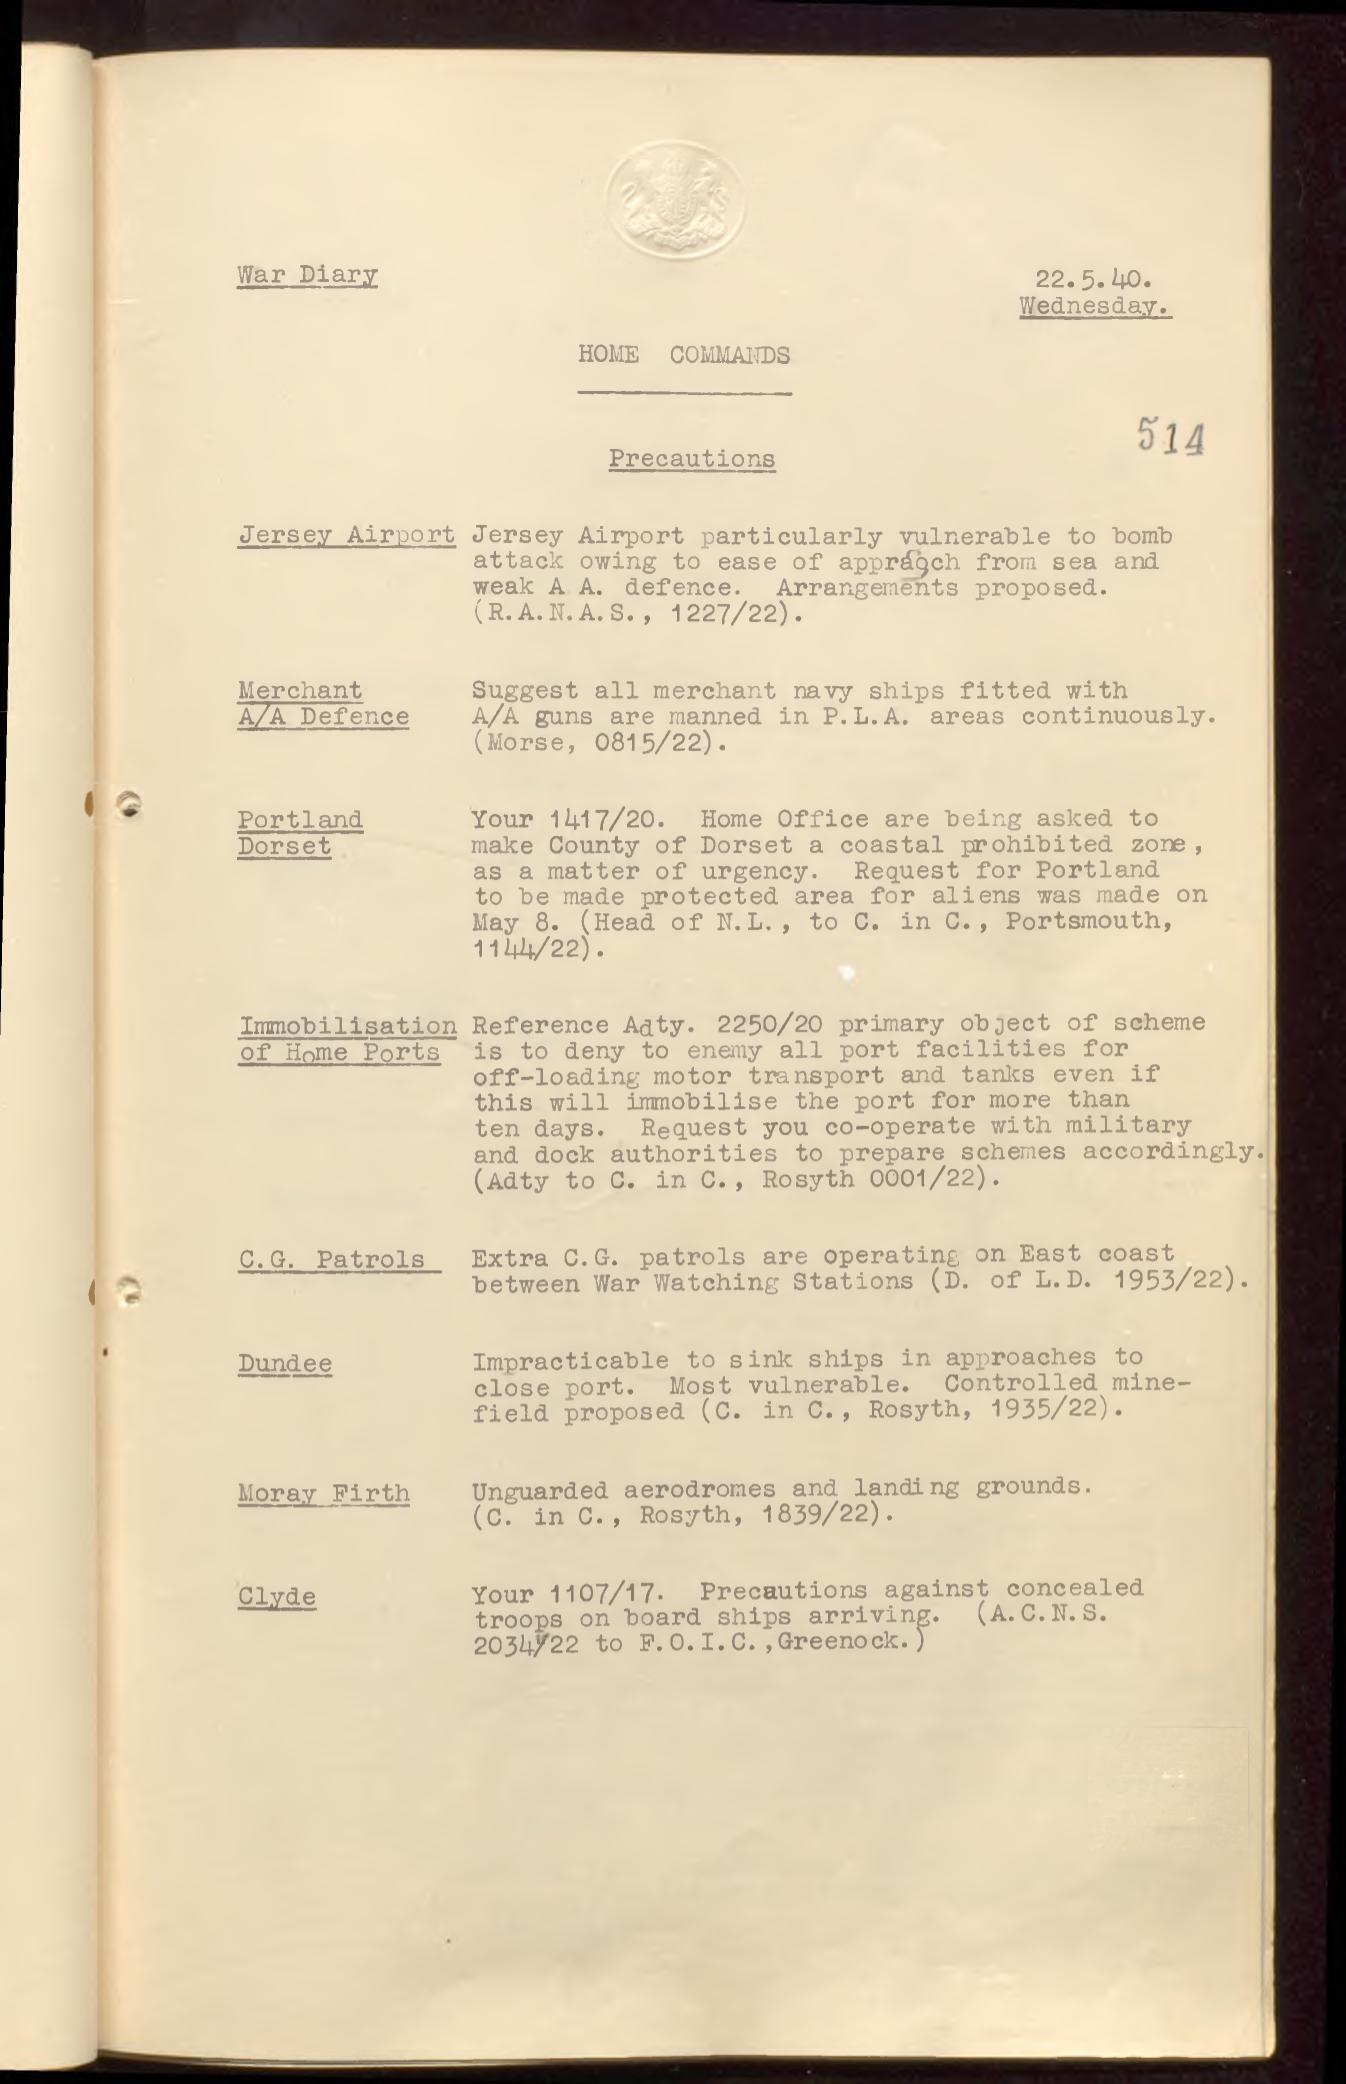 War Diary
22.5.40.
Wednesday.
HOME COMMANDS
514
Precautions
Jersey Airport Jersey Airport particularly vulnerable to bomb
attack owing to ease of approach from sea and
weak A A. defence. Arrangements proposed.
(R.A.N.A.S., 1227/22).
Merchant Suggest all merchant navy ships fitted with
A/A Defence A/A guns are manned in P.L.A. areas continuously.
(Morse, 0815/22).
Portland Your 1417/20. Home Office are being asked to
Dorset make County of Dorset a coastal prohibited zone,
as a matter of urgency. Request for Portland
to be made protected area for aliens was made on
May 8. (Head of N.L., to C. in C., Portsmouth,
1144/22).
Immobilisation Reference Adty. 2250/20 primary object of scheme
of Home Ports is to deny to enemy all port facilities for
off-loading motor transport and tanks even if
this will immobilise the port for more than
ten days. Request you co-operate with military
and dock authorities to prepare schemes accordingly.
(Adty to C. in C., Rosyth 0001/22).
C.G. Patrols Extra C.G. patrols are operating on East coast
between War Watching Stations (D. of L.D. 1953/22).
Dundee Impracticable to sink ships in approaches to
close port. Most vulnerable. Controlled mine-
field proposed (C. in C., Rosyth, 1935/22).
Moray Firth Unguarded aerodromes and landing grounds.
(C. in C., Rosyth, 1839/22).
Clyde Your 1107/17. Precautions against concealed
troops on board ships arriving. (A.C.N.S.
2034/22 to F.O.I.C.,Greenock.)